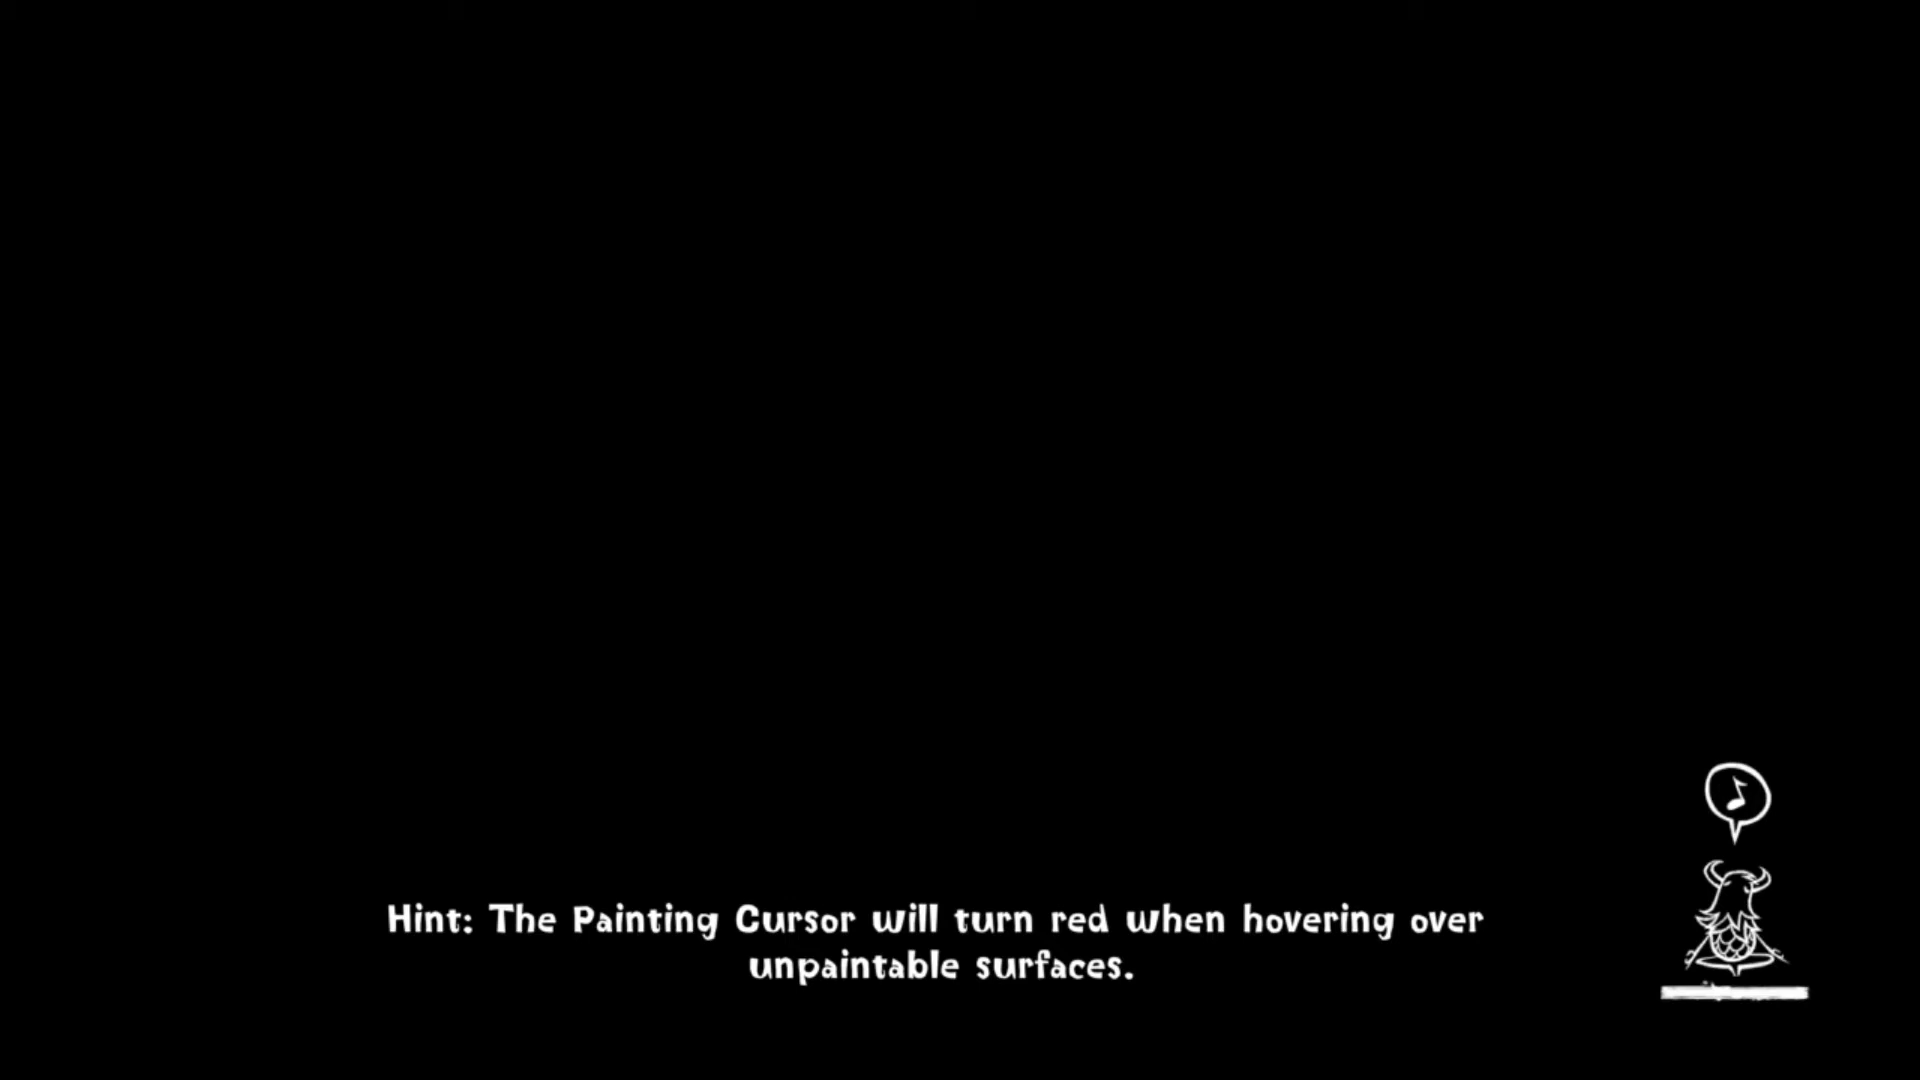 Hint: The Painting Cursor will turn red when hovering over
unpaintable surfaces.